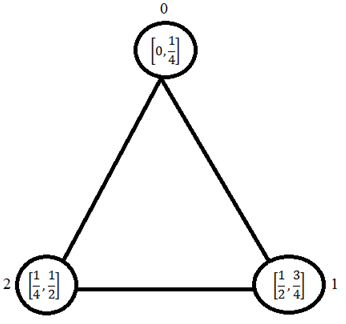 0
[0, 1/4]
2 [1/4, 1/2] [1/2, 3/4] 1